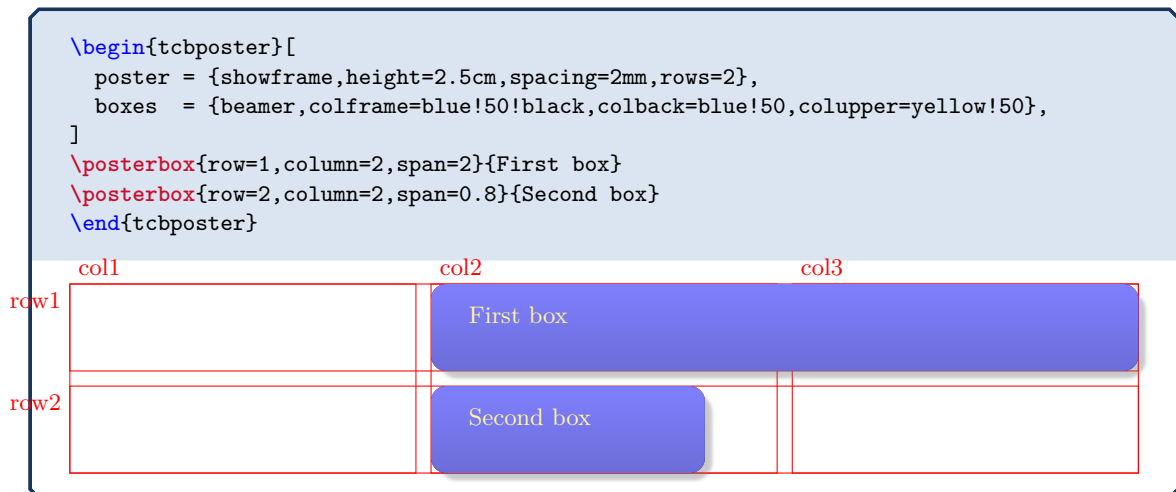 \begin{tcbposter}[
  poster = {showframe,height=2.5cm,spacing=2mm,rows=2},
  boxes  = {beamer,colframe=blue!50!black,colback=blue!50,colupper=yellow!50},
]
\posterbox{row=1,column=2,span=2}{First box}
\posterbox{row=2,column=2,span=0.8}{Second box}
\end{tcbposter}
col1 col2 col3
row1
First box
row2
Second box